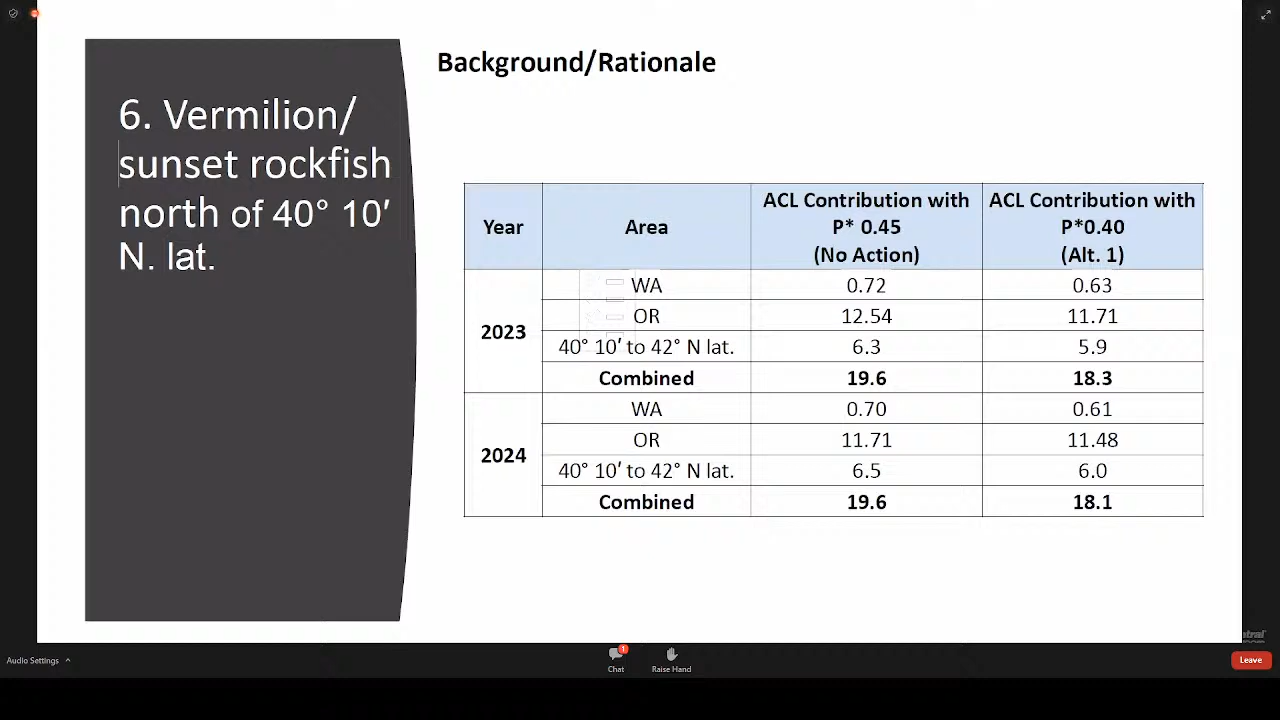 Background/Rationale
6. Vermilion/
sunset rockfish
north of 40° 10′
N. lat.
Year Area ACL Contribution with P* 0.45 (No Action) ACL Contribution with P*0.40 (Alt. 1)
2023
WA 0.72 0.63
OR 12.54 11.71
40° 10′ to 42° N lat. 6.3 5.9
Combined 19.6 18.3
2024
WA 0.70 0.61
OR 11.71 11.48
40° 10′ to 42° N lat. 6.5 6.0
Combined 19.6 18.1
Audio Settings
1
Chat
Raise Hand
Leave